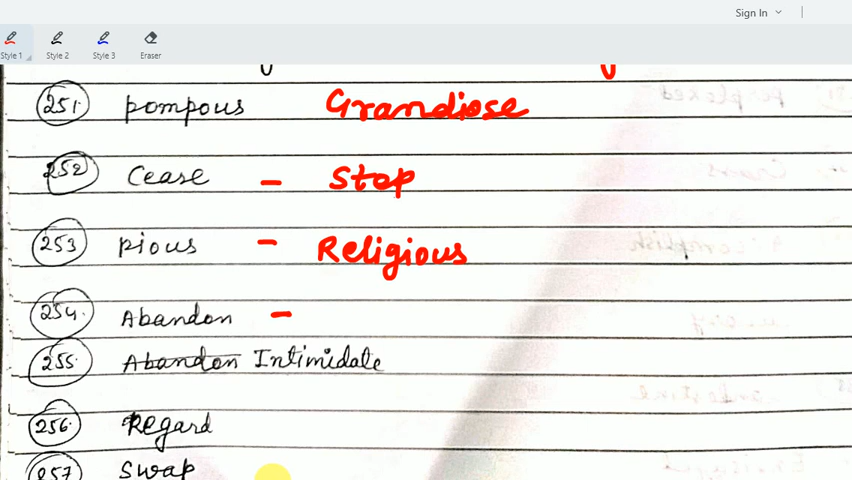 Sign In
Style 1 Style 2 Style 3 Eraser
251. pompous Grandiose
252 Cease - Stop
253 pious - Religious
254. Abandon -
255. Abandon Intimidate
256. Regard
257 Swap